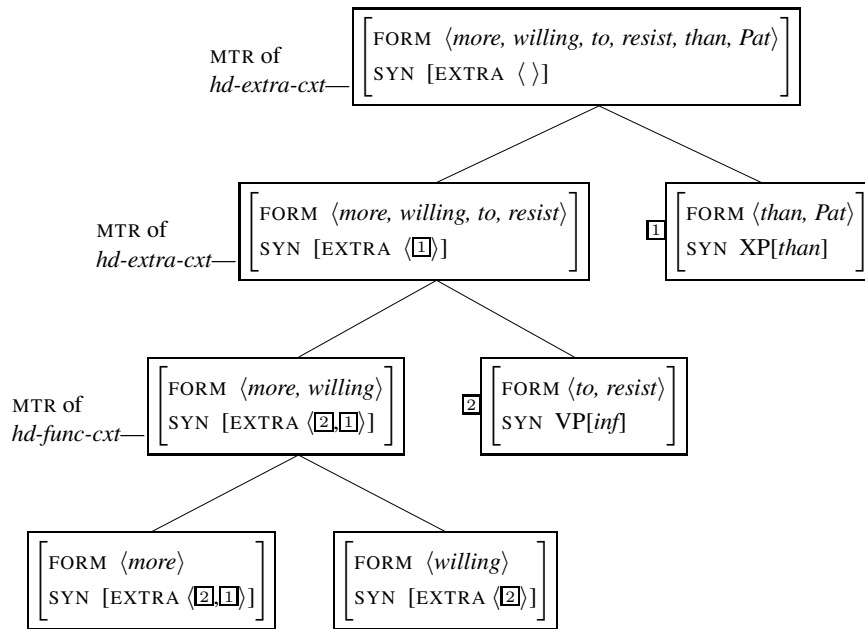 MTR of
hd-extra-cxt
FORM ⟨more, willing, to, resist, than, Pat⟩
SYN [EXTRA ⟨ ⟩]
MTR of
hd-extra-cxt
FORM ⟨more, willing, to, resist⟩
SYN [EXTRA ⟨1⟩]
1
FORM ⟨than, Pat⟩
SYN XP[than]
MTR of
hd-func-cxt
FORM ⟨more, willing⟩
SYN [EXTRA ⟨2,1⟩]
2
FORM ⟨to, resist⟩
SYN VP[inf]
FORM ⟨more⟩
SYN [EXTRA ⟨2,1⟩]
FORM ⟨willing⟩
SYN [EXTRA ⟨2⟩]